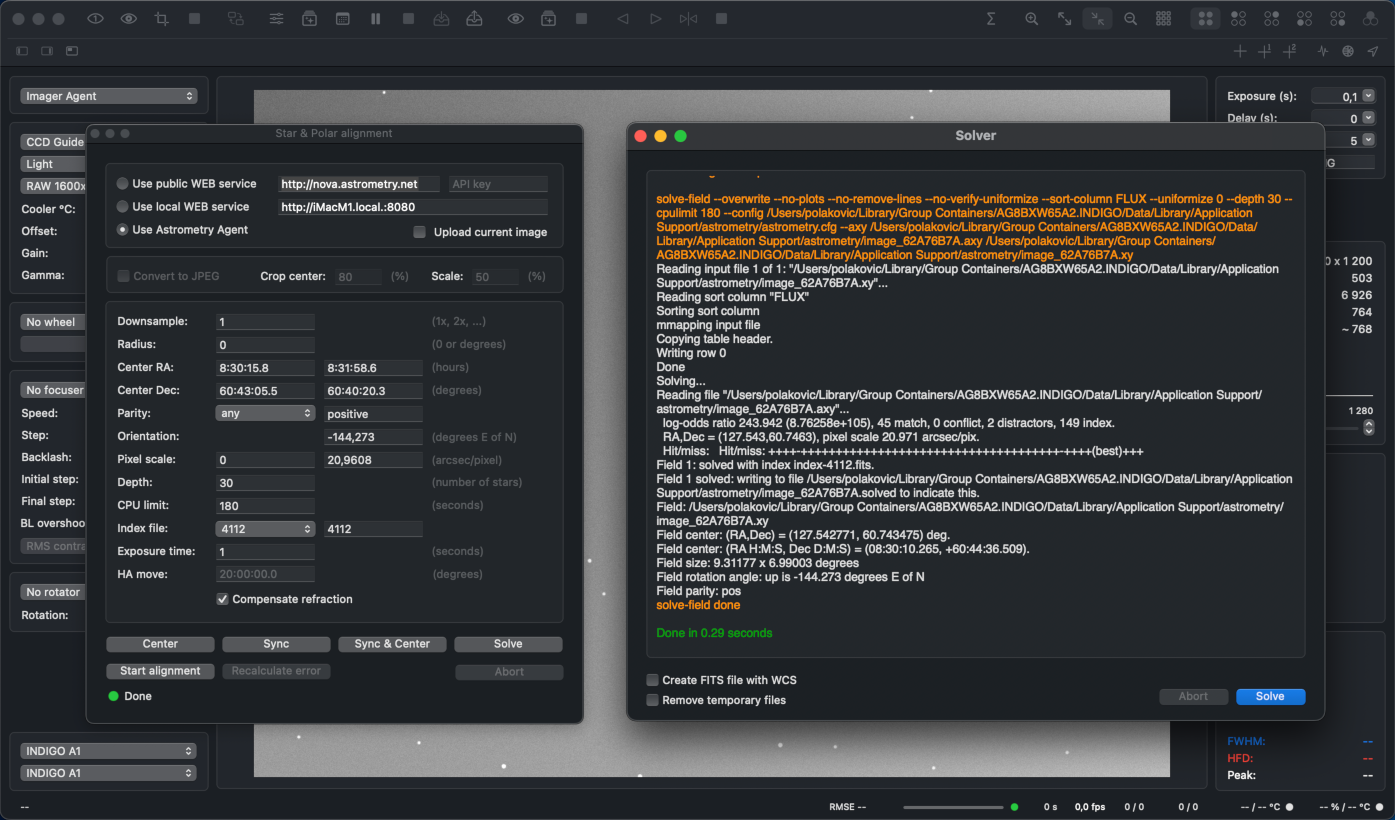 Imager Agent
CCD Guide
Light
RAW 1600x
Cooler °C:
Offset:
Gain:
Gamma:
No wheel
No focuser
Speed:
Step:
Backlash:
Initial step:
Final step:
BL overshoo
RMS contra
No rotator
Rotation:
INDIGO A1
INDIGO A1
Star & Polar alignment
Use public WEB service http://nova.astrometry.net API key
Use local WEB service http://iMacM1.local.:8080
Use Astrometry Agent Upload current image
Convert to JPEG Crop center: 80 (%) Scale: 50 (%)
Downsample: 1 (1x, 2x, ...)
Radius: 0 (0 or degrees)
Center RA: 8:30:15.8 8:31:58.6 (hours)
Center Dec: 60:43:05.5 60:40:20.3 (degrees)
Parity: any positive
Orientation: -144,273 (degrees E of N)
Pixel scale: 0 20,9608 (arcsec/pixel)
Depth: 30 (number of stars)
CPU limit: 180 (seconds)
Index file: 4112 4112
Exposure time: 1 (seconds)
HA move: 20:00:00.0 (degrees)
Compensate refraction
Center Sync Sync & Center Solve
Start alignment Recalculate error Abort
Done
Solver
solve-field --overwrite --no-plots --no-remove-lines --no-verify-uniformize --sort-column FLUX --uniformize 0 --depth 30 --
cpulimit 180 --config /Users/polakovic/Library/Group Containers/AG8BXW65A2.INDIGO/Data/Library/Application
Support/astrometry/astrometry.cfg --axy /Users/polakovic/Library/Group Containers/AG8BXW65A2.INDIGO/Data/
Library/Application Support/astrometry/image_62A76B7A.axy /Users/polakovic/Library/Group Containers/
AG8BXW65A2.INDIGO/Data/Library/Application Support/astrometry/image_62A76B7A.xy
Reading input file 1 of 1: "/Users/polakovic/Library/Group Containers/AG8BXW65A2.INDIGO/Data/Library/Application
Support/astrometry/image_62A76B7A.xy"...
Reading sort column "FLUX"
Sorting sort column
mmapping input file
Copying table header.
Writing row 0
Done
Solving...
Reading file "/Users/polakovic/Library/Group Containers/AG8BXW65A2.INDIGO/Data/Library/Application Support/
astrometry/image_62A76B7A.axy"...
log-odds ratio 243.942 (8.76258e+105), 45 match, 0 conflict, 2 distractors, 149 index.
RA,Dec = (127.543,60.7463), pixel scale 20.971 arcsec/pix.
Hit/miss: Hit/miss: ++++-+++++++++++++++++++++++++++++++++++++-++++(best)+++
Field 1: solved with index index-4112.fits.
Field 1 solved: writing to file /Users/polakovic/Library/Group Containers/AG8BXW65A2.INDIGO/Data/Library/Application
Support/astrometry/image_62A76B7A.solved to indicate this.
Field: /Users/polakovic/Library/Group Containers/AG8BXW65A2.INDIGO/Data/Library/Application Support/astrometry/
image_62A76B7A.xy
Field center: (RA,Dec) = (127.542771, 60.743475) deg.
Field center: (RA H:M:S, Dec D:M:S) = (08:30:10.265, +60:44:36.509).
Field size: 9.31177 x 6.99003 degrees
Field rotation angle: up is -144.273 degrees E of N
Field parity: pos
solve-field done
Done in 0.29 seconds
Create FITS file with WCS
Remove temporary files
Abort Solve
Exposure (s): 0,1
Delay (s): 0
5
G
0 x 1 200
503
6 926
764
~ 768
1 280
FWHM: --
HFD: --
Peak: --
-- RMSE -- 0 s 0,0 fps 0 / 0 0 / 0 -- / -- °C -- % / -- °C